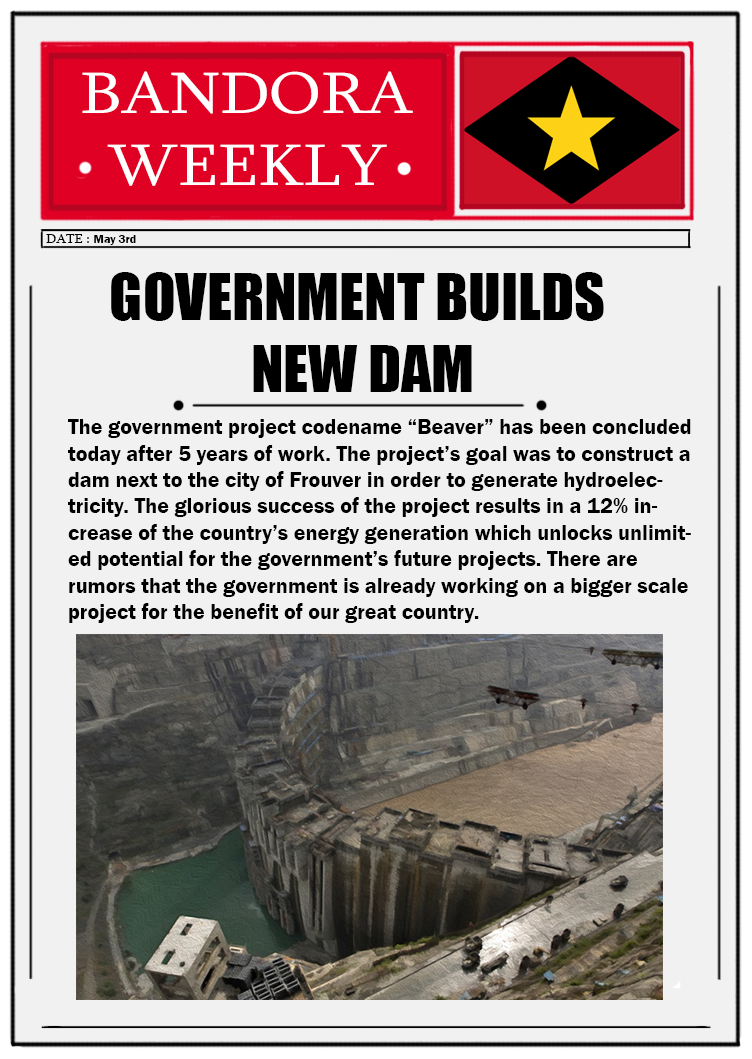 BANDORA
• WEEKLY •
DATE : May 3rd
GOVERNMENT BUILDS
NEW DAM
The government project codename “Beaver” has been concluded
today after 5 years of work. The project’s goal was to construct a
dam next to the city of Frouver in order to generate hydroelec-
tricity. The glorious success of the project results in a 12% in-
crease of the country’s energy generation which unlocks unlimit-
ed potential for the government’s future projects. There are
rumors that the government is already working on a bigger scale
project for the benefit of our great country.